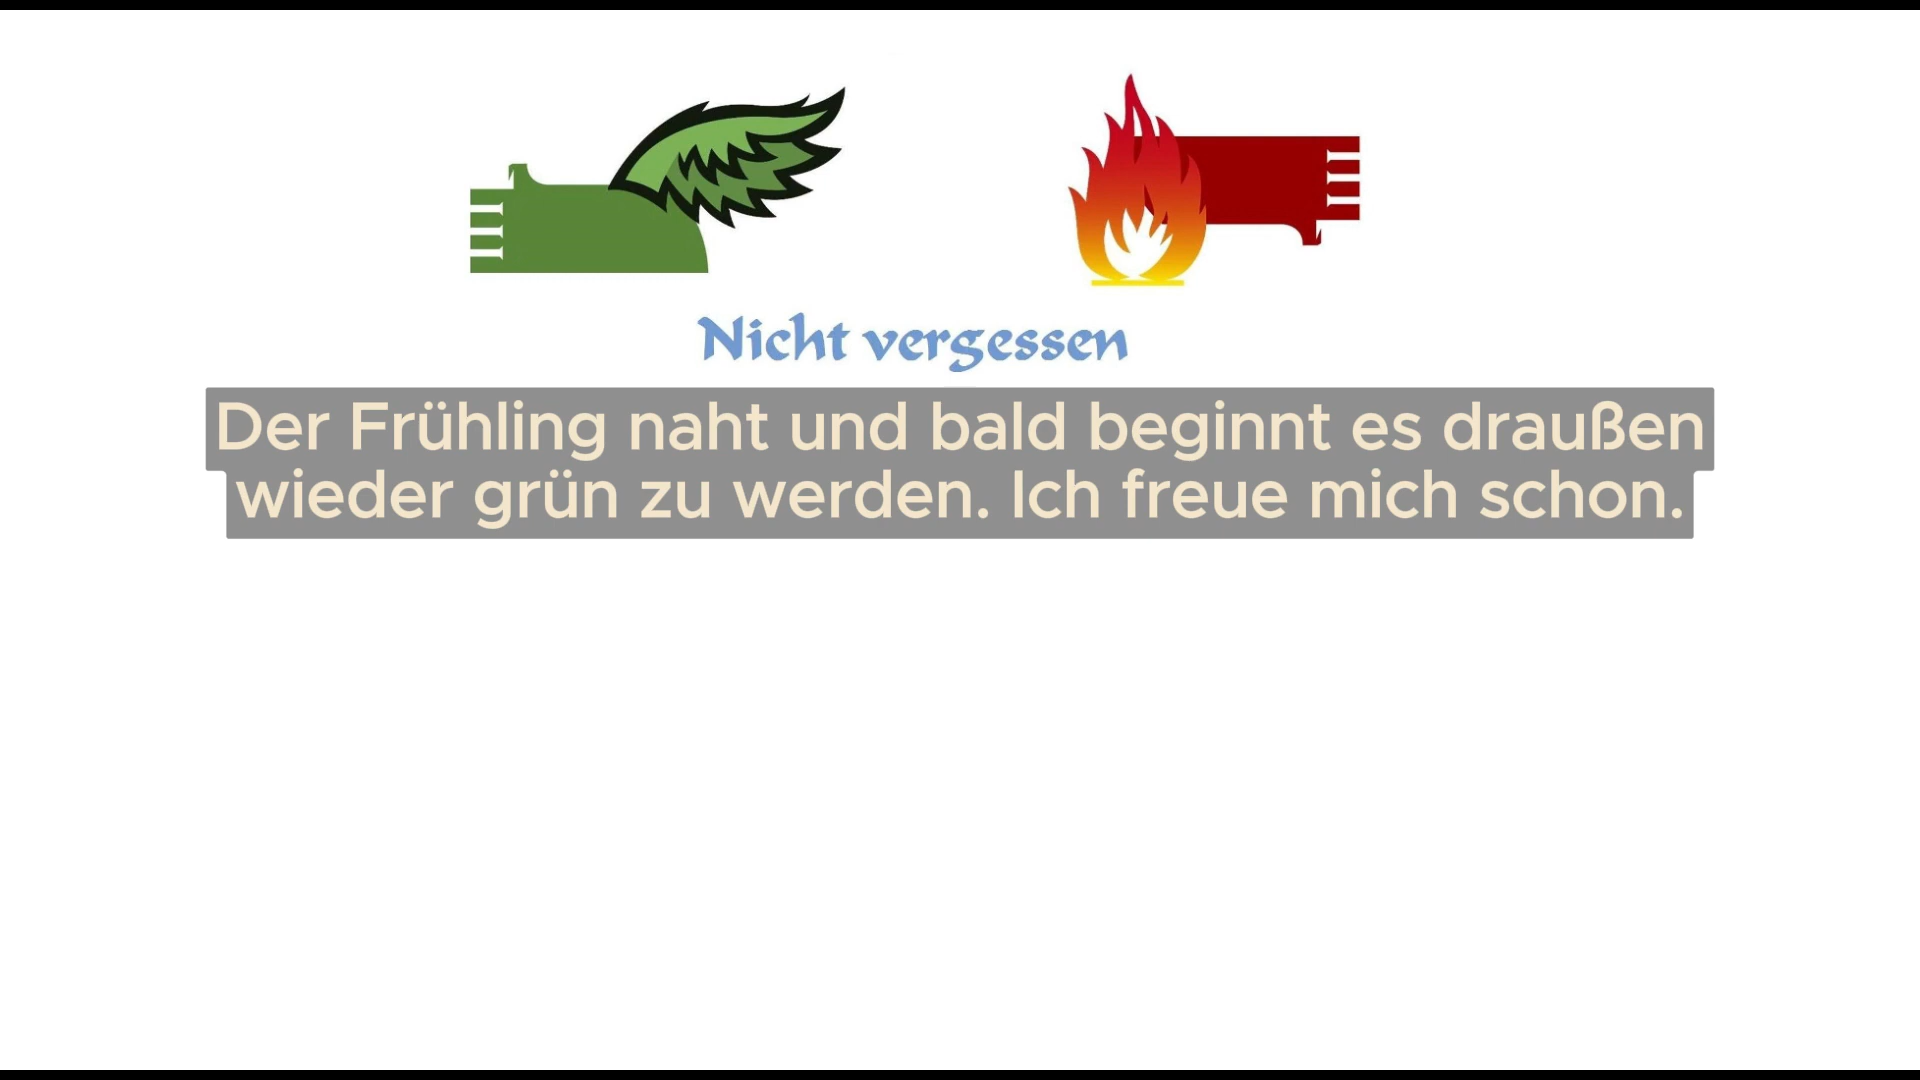 Nicht vergessen
Der Frühling naht und bald beginnt es draußen
wieder grün zu werden. Ich freue mich schon.